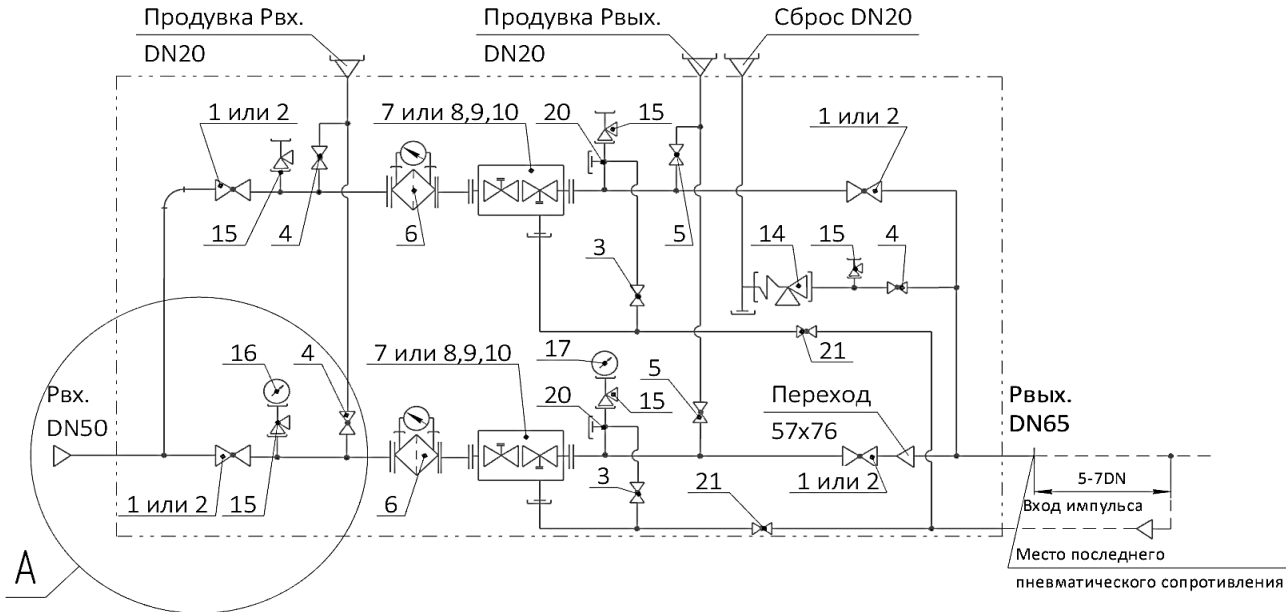 Продувка Рвх.
DN20
Продувка Рвых.
DN20
Сброс DN20
1 или 2
15
4
7 или 8,9,10
20
15
1 или 2
15
4
6
3
5
14
15
4
16
4
7 или 8,9,10
17
20
15
5
21
Переход
57х76
Рвх.
DN50
Рвых.
DN65
1 или 2
15
6
3
21
1 или 2
5-7DN
Вход импульса
А
Место последнего
пневматического сопротивления